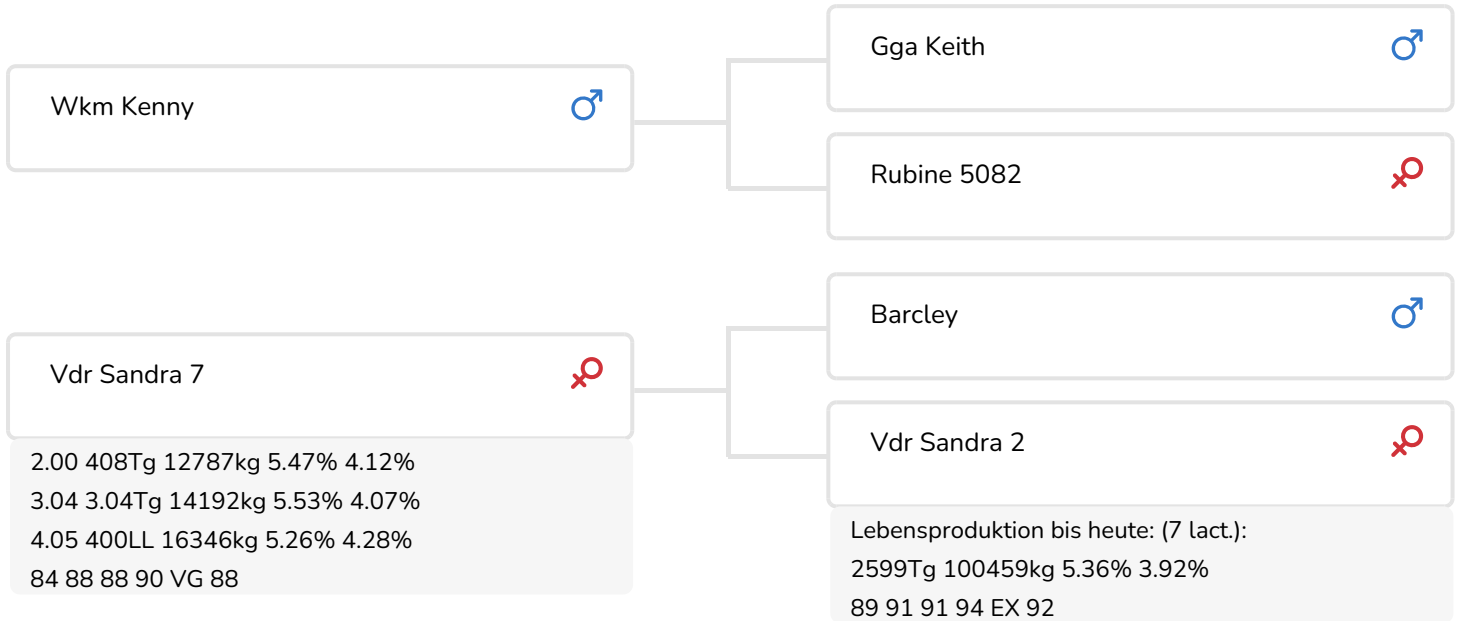 Wkm Kenny
Gga Keith
Rubine 5082
Vdr Sandra 7
2.00 408Tg 12787kg 5.47% 4.12%
3.04 3.04Tg 14192kg 5.53% 4.07%
4.05 400LL 16346kg 5.26% 4.28%
84 88 88 90 VG 88
Barcley
Vdr Sandra 2
Lebensproduktion bis heute: (7 lact.):
2599Tg 100459kg 5.36% 3.92%
89 91 91 94 EX 92